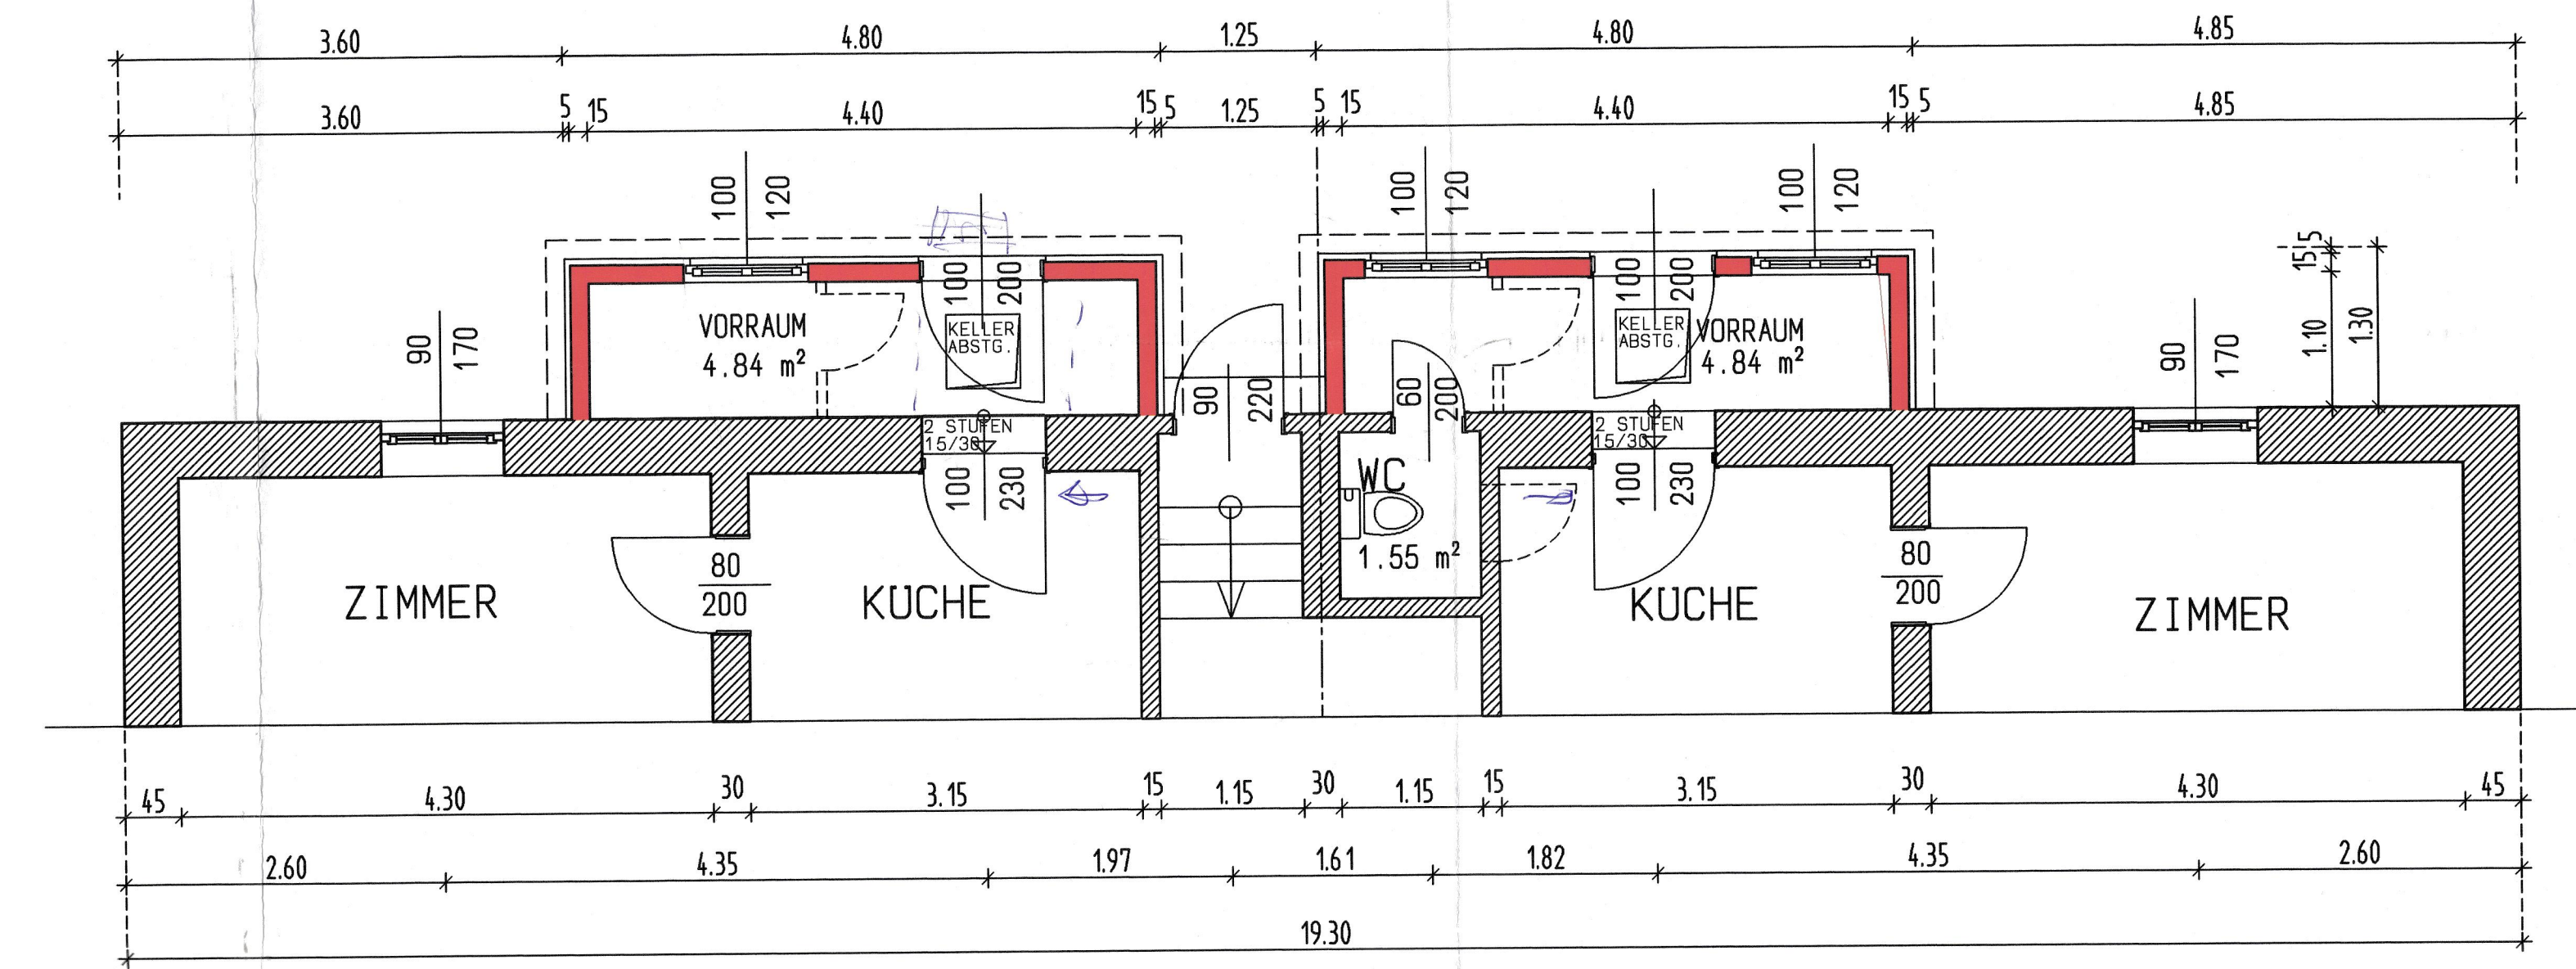 3.60 4.80 1.25 4.80 4.85
3.60 5 15 4.40 15 5 1.25 5 15 4.40 15 5 4.85
100 120
100 120
100 120
90 170
100 200
KELLER
ABSTG.
VORRAUM
4.84 m²
90 220
60 200
100 200
KELLER
ABSTG.
VORRAUM
4.84 m²
90 170
15 5
1.10
1.30
2 STUFEN
15/30
100 230
WC
1.55 m²
2 STUFEN
15/30
100 230
80
200
80
200
ZIMMER KÜCHE KÜCHE ZIMMER
45 4.30 30 3.15 15 1.15 30 1.15 15 3.15 30 4.30 45
2.60 4.35 1.97 1.61 1.82 4.35 2.60
19.30